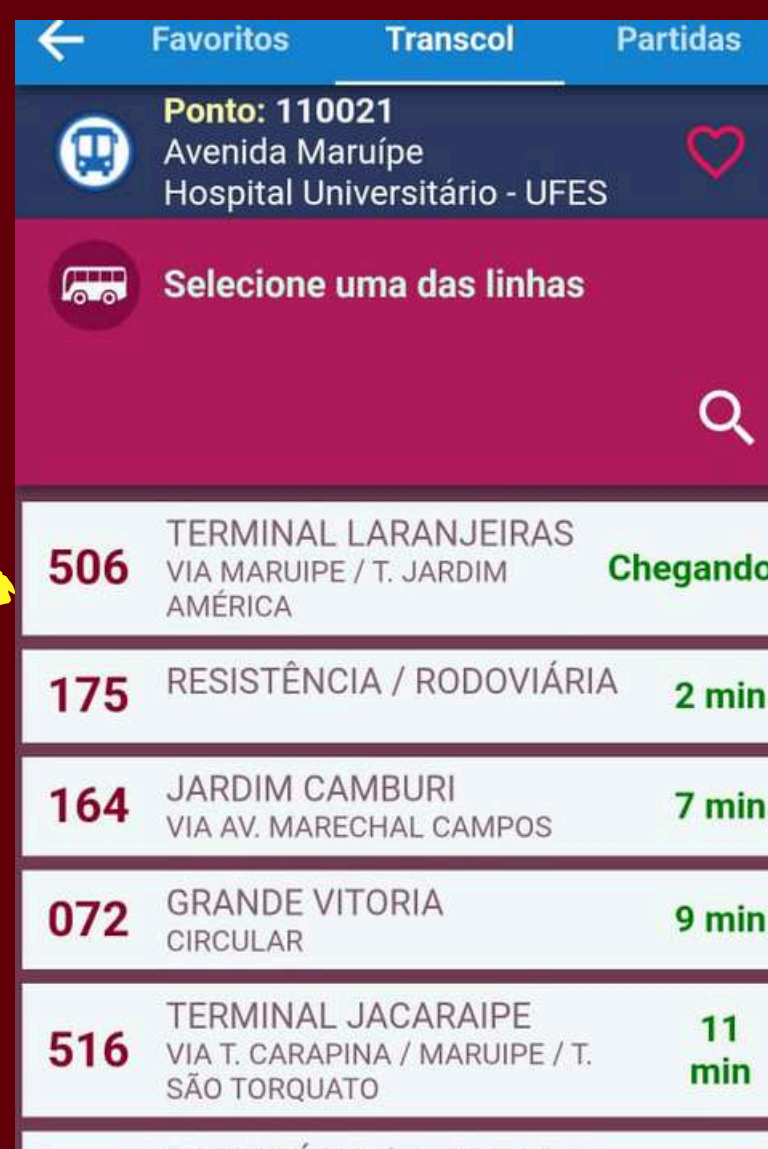 Favoritos Transcol Partidas
Ponto: 110021
Avenida Maruípe
Hospital Universitário - UFES
Selecione uma das linhas
506 TERMINAL LARANJEIRAS
VIA MARUIPE / T. JARDIM Chegando
AMÉRICA
175 RESISTÊNCIA / RODOVIÁRIA 2 min
164 JARDIM CAMBURI 7 min
VIA AV. MARECHAL CAMPOS
072 GRANDE VITORIA 9 min
CIRCULAR
516 TERMINAL JACARAIPE 11
VIA T. CARAPINA / MARUIPE / T. min
SÃO TORQUATO